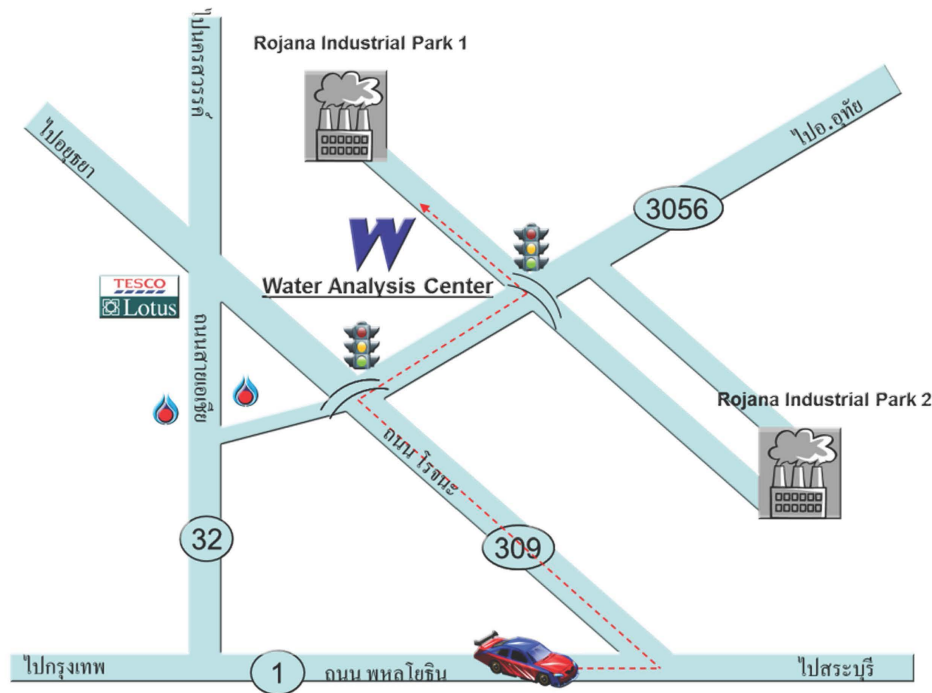 ไปนครสวรรค์
Rojana Industrial Park 1
ไปอยุธยา
ไปอ.อุทัย
3056
W
Water Analysis Center
TESCO
Lotus
ถนนสายเอเชีย
Rojana Industrial Park 2
ถนน โรจนะ
32
309
ไปกรุงเทพ
1
ถนน พหลโยธิน
ไปสระบุรี